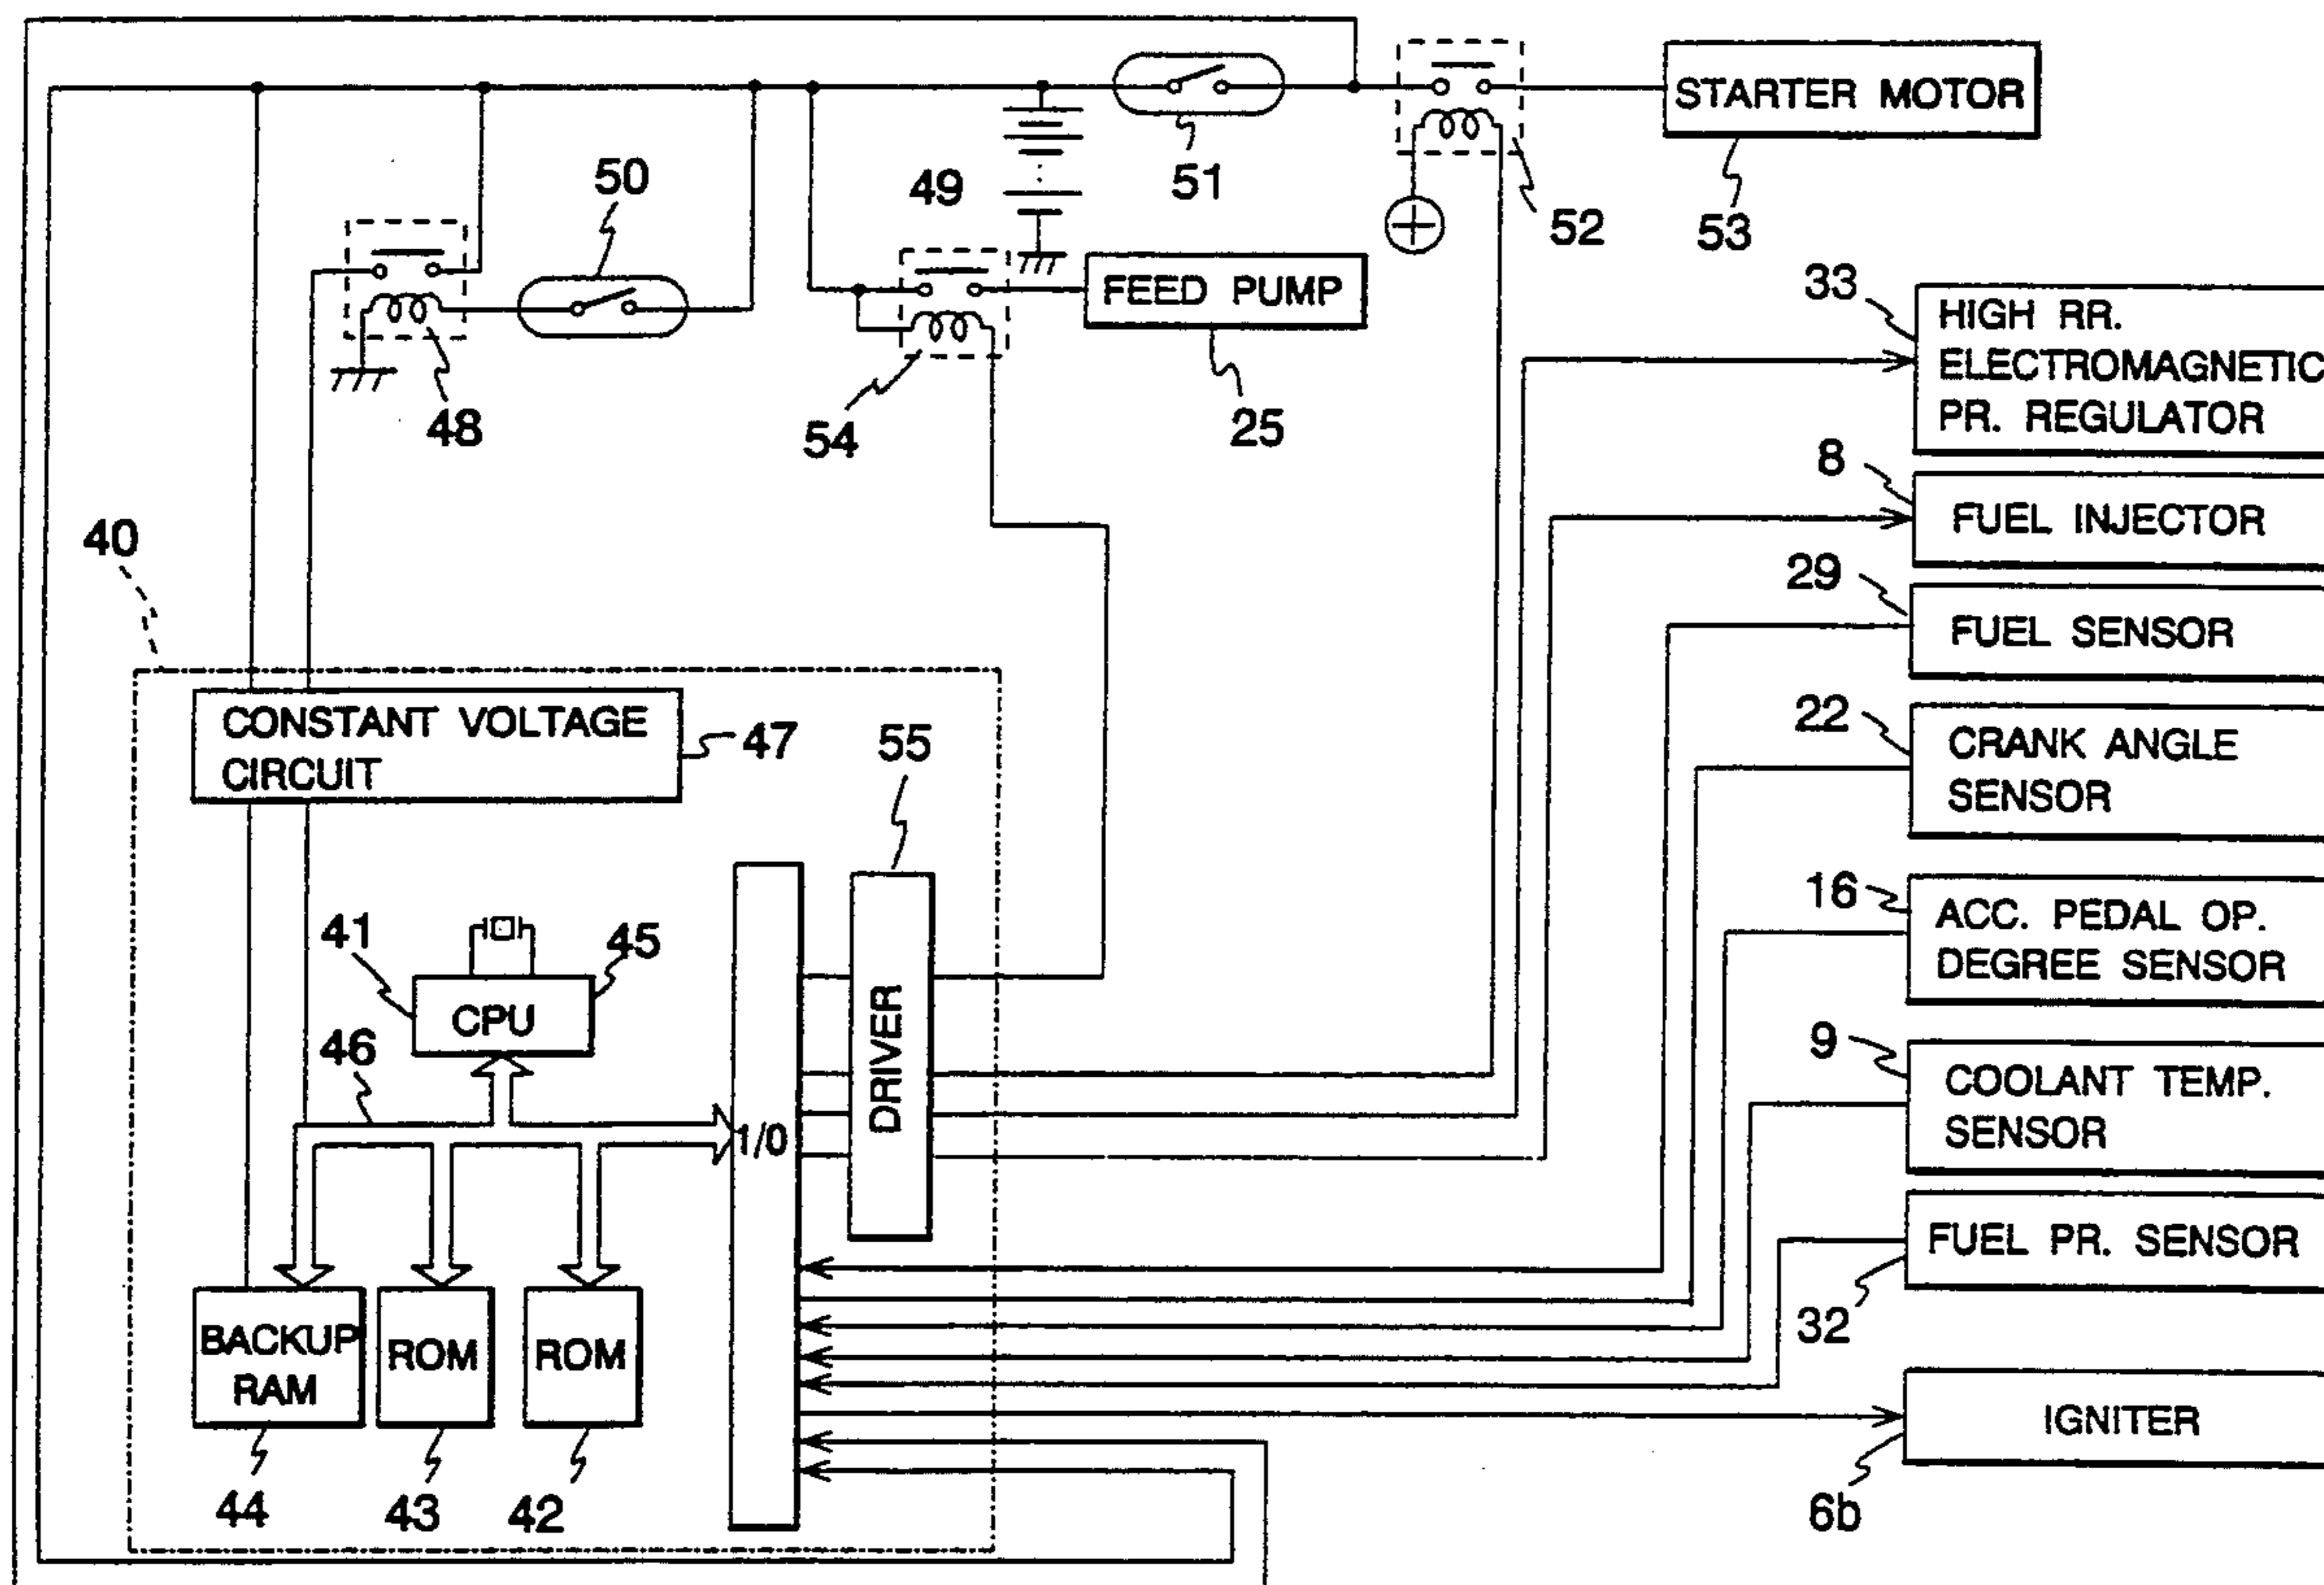 STARTER MOTOR
50
49
51
52
53
FEED PUMP
33
HIGH RR.
ELECTROMAGNETIC
PR. REGULATOR
48
54
25
8
FUEL INJECTOR
40
29
FUEL SENSOR
CONSTANT VOLTAGE
CIRCUIT
47
55
22
CRANK ANGLE
SENSOR
41
45
CPU
16
ACC. PEDAL OP.
DEGREE SENSOR
46
DRIVER
1/0
9
COOLANT TEMP.
SENSOR
FUEL PR. SENSOR
32
BACKUP
RAM
ROM
ROM
IGNITER
44
43
42
6b